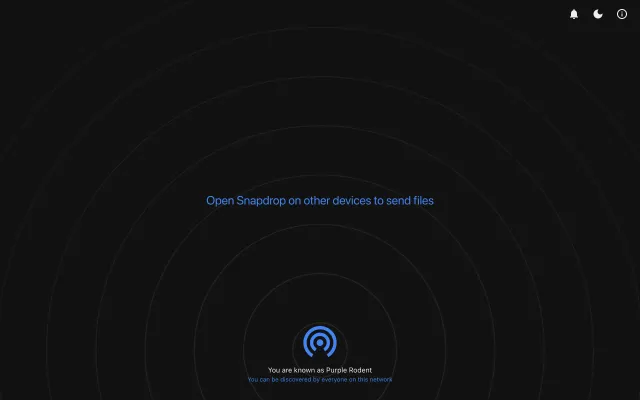 Open Snapdrop on other devices to send files
You are known as Purple Rodent
You can be discovered by everyone on this network